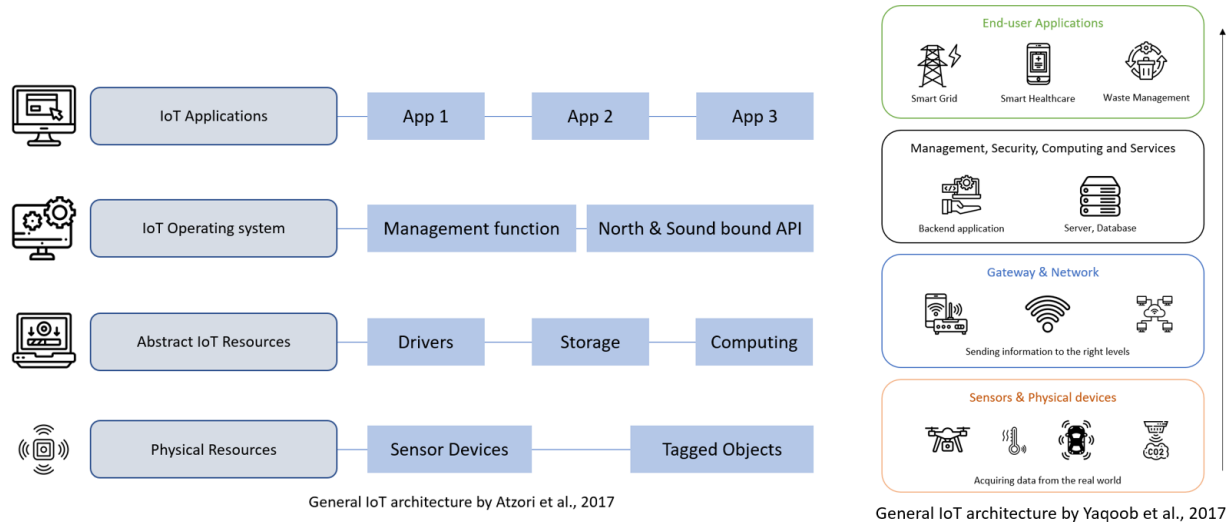 IoT Applications
App 1
App 2
App 3
IoT Operating system
Management function
North & Sound bound API
Abstract IoT Resources
Drivers
Storage
Computing
Physical Resources
Sensor Devices
Tagged Objects
General IoT architecture by Atzori et al., 2017
End-user Applications
Smart Grid
Smart Healthcare
Waste Management
Management, Security, Computing and Services
Backend application
Server, Database
Gateway & Network
Sending information to the right levels
Sensors & Physical devices
CO2
Acquiring data from the real world
General IoT architecture by Yaqoob et al., 2017